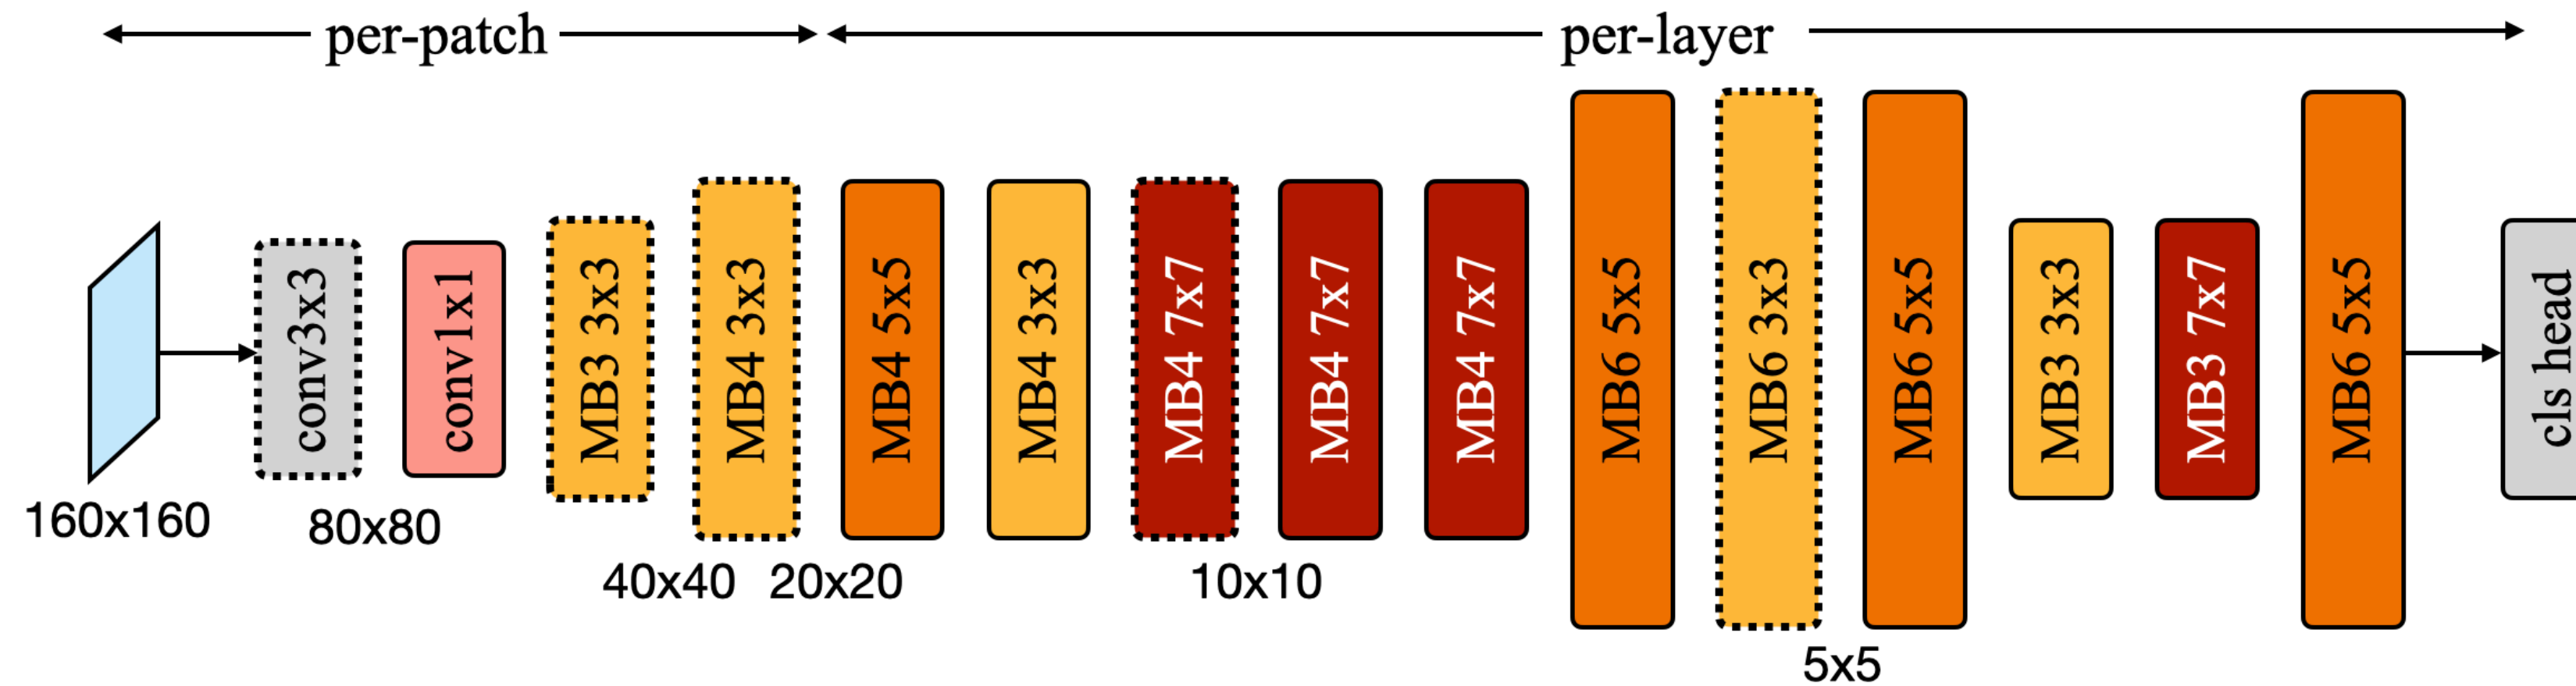 per-patch
per-layer
conv3x3
conv1x1
MB3 3x3
MB4 3x3
MB4 5x5
MB4 3x3
MB4 7x7
MB4 7x7
MB4 7x7
MB6 5x5
MB6 3x3
MB6 5x5
MB3 3x3
MB3 7x7
MB6 5x5
cls head
160x160
80x80
40x40
20x20
10x10
5x5